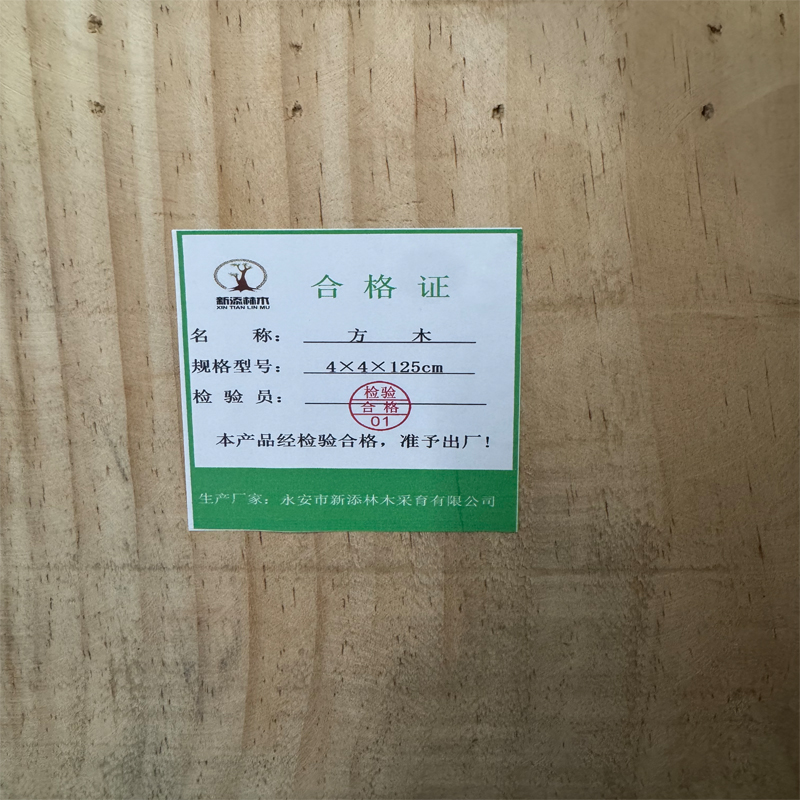 新添林木
XIN TIAN LIN MU
合格证
名 称： 方 木
规格型号： 4×4×125cm
检验员：
检验
合格
01
本产品经检验合格，准予出厂！
生产厂家：永安市新添林木采育有限公司